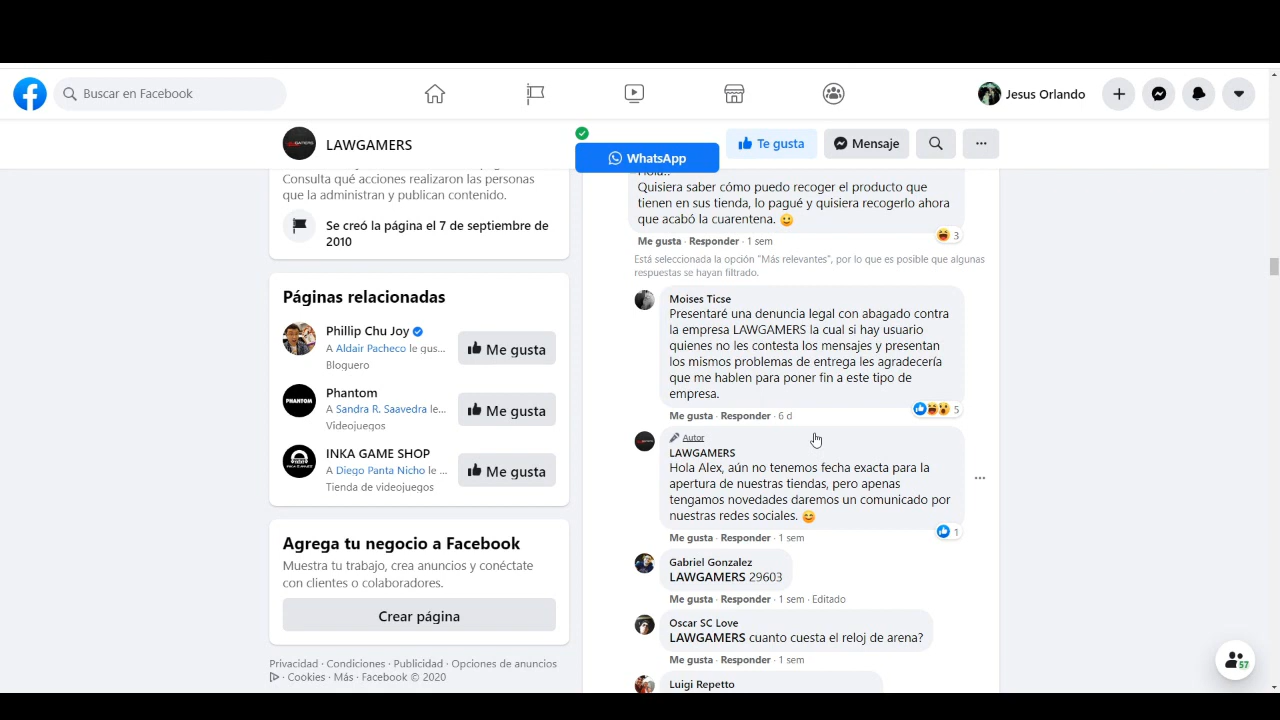 Buscar en Facebook
Jesus Orlando
LAWGAMERS
WhatsApp
Te gusta
Mensaje
Consulta qué acciones realizaron las personas
que la administran y publican contenido.
Se creó la página el 7 de septiembre de
2010
Páginas relacionadas
Phillip Chu Joy
A Aldair Pacheco le gus...
Bloquero
Me gusta
PHANTOM
Phantom
A Sandra R. Saavedra le...
Videojuegos
Me gusta
INKA GAME SHOP
A Diego Panta Nicho le ...
Tienda de videojuegos
Me gusta
Agrega tu negocio a Facebook
Muestra tu trabajo, crea anuncios y conéctate
con clientes o colaboradores.
Crear página
Privacidad · Condiciones · Publicidad · Opciones de anuncios
· Cookies · Más · Facebook © 2020
Hola..
Quisiera saber cómo puedo recoger el producto que
tienen en sus tienda, lo pagué y quisiera recogerlo ahora
que acabó la cuarentena. 🙂
3
Me gusta · Responder · 1 sem
Está seleccionada la opción "Más relevantes", por lo que es posible que algunas
respuestas se hayan filtrado.
Moises Ticse
Presentaré una denuncia legal con abagado contra
la empresa LAWGAMERS la cual si hay usuario
quienes no les contesta los mensajes y presentan
los mismos problemas de entrega les agradecería
que me hablen para poner fin a este tipo de
empresa.
5
Me gusta · Responder · 6 d
Autor
LAWGAMERS
Hola Alex, aún no tenemos fecha exacta para la
apertura de nuestras tiendas, pero apenas
tengamos novedades daremos un comunicado por
nuestras redes sociales. 😊
1
Me gusta · Responder · 1 sem
Gabriel Gonzalez
LAWGAMERS 29603
Me gusta · Responder · 1 sem · Editado
Oscar SC Love
LAWGAMERS cuanto cuesta el reloj de arena?
Me gusta · Responder · 1 sem
Luigi Repetto
57